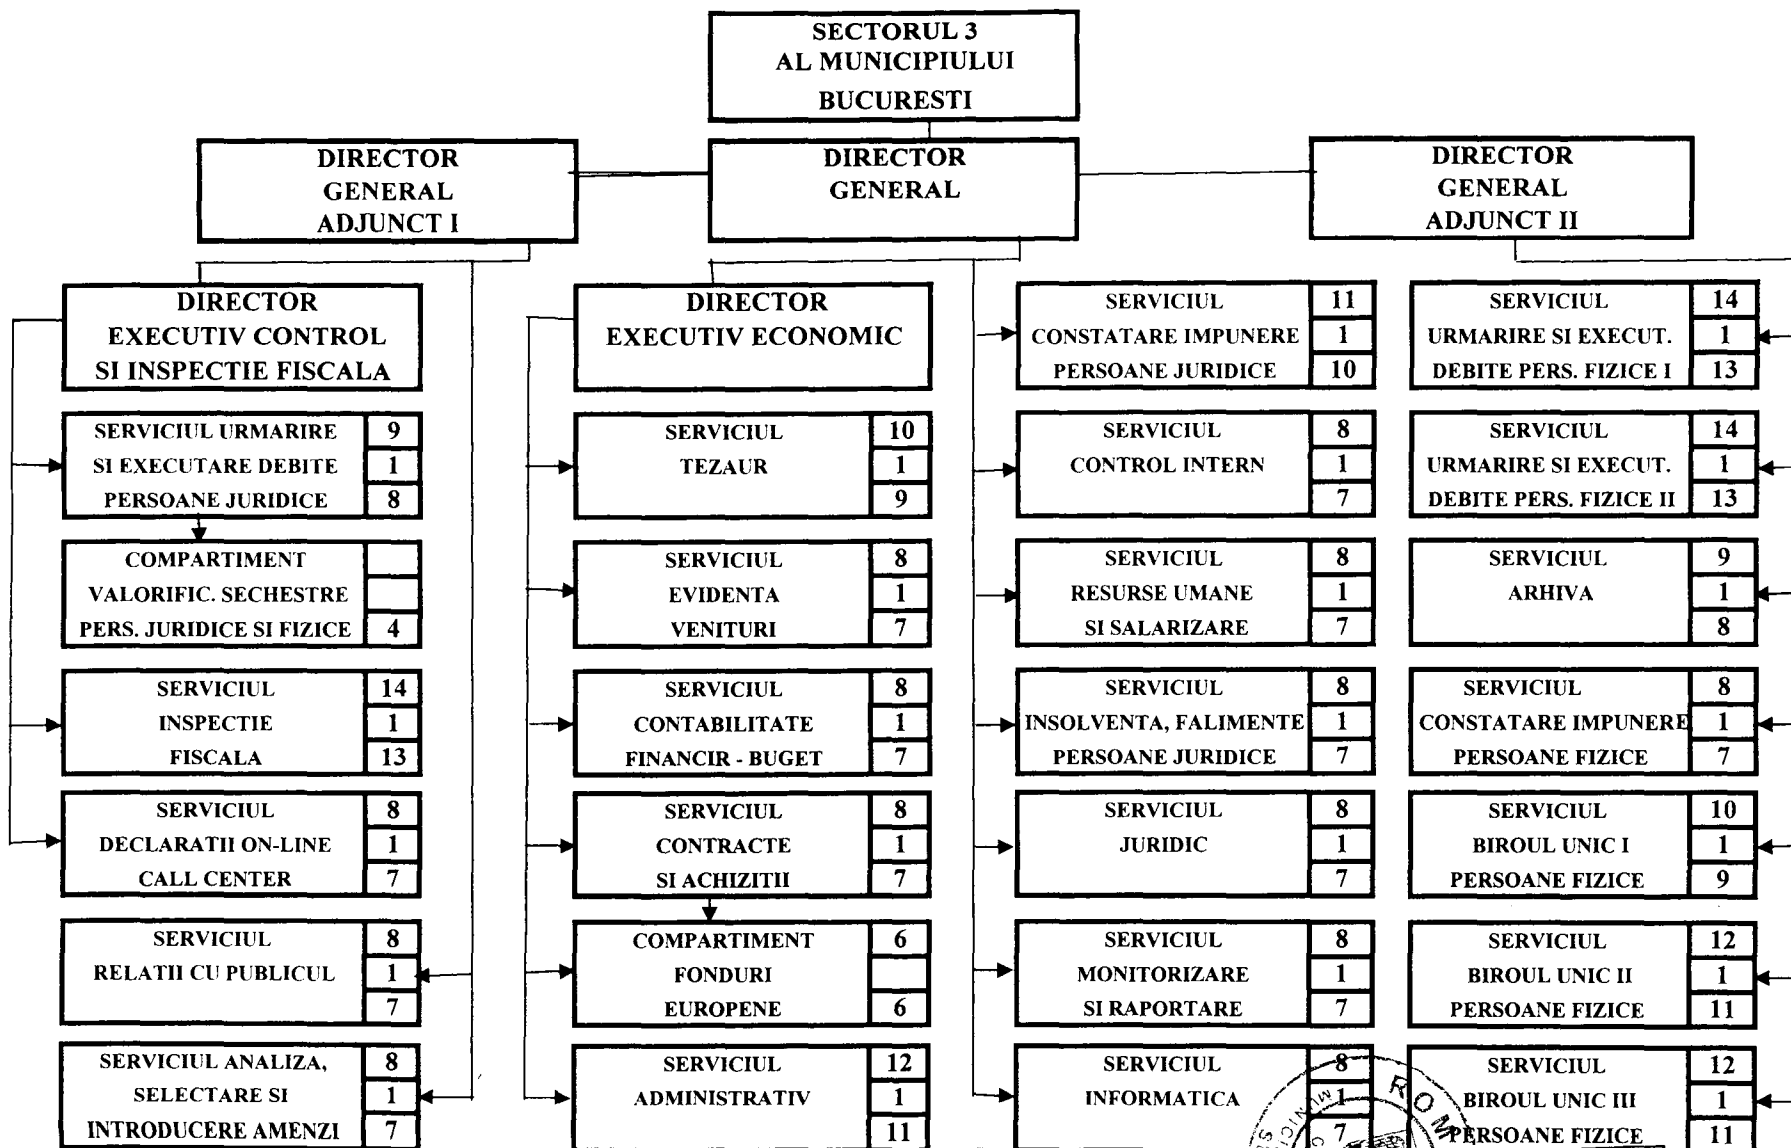 SECTORUL 3
AL MUNICIPIULUI
BUCURESTI
DIRECTOR
GENERAL
ADJUNCT I
DIRECTOR
GENERAL
DIRECTOR
GENERAL
ADJUNCT II
DIRECTOR
EXECUTIV CONTROL
SI INSPECTIE FISCALA
SERVICIUL URMARIRE 9
SI EXECUTARE DEBITE 1
PERSOANE JURIDICE 8
COMPARTIMENT
VALORIFIC. SECHESTRE
PERS. JURIDICE SI FIZICE 4
SERVICIUL 14
INSPECTIE 1
FISCALA 13
SERVICIUL 8
DECLARATII ON-LINE 1
CALL CENTER 7
SERVICIUL 8
RELATII CU PUBLICUL 1
7
SERVICIUL ANALIZA, 8
SELECTARE SI 1
INTRODUCERE AMENZI 7
DIRECTOR
EXECUTIV ECONOMIC
SERVICIUL 10
TEZAUR 1
9
SERVICIUL 8
EVIDENTA 1
VENITURI 7
SERVICIUL 8
CONTABILITATE 1
FINANCIR - BUGET 7
SERVICIUL 8
CONTRACTE 1
SI ACHIZITII 7
COMPARTIMENT 6
FONDURI
EUROPENE 6
SERVICIUL 12
ADMINISTRATIV 1
11
SERVICIUL 11
CONSTATARE IMPUNERE 1
PERSOANE JURIDICE 10
SERVICIUL 8
CONTROL INTERN 1
7
SERVICIUL 8
RESURSE UMANE 1
SI SALARIZARE 7
SERVICIUL 8
INSOLVENTA, FALIMENTE 1
PERSOANE JURIDICE 7
SERVICIUL 8
JURIDIC 1
7
SERVICIUL 8
MONITORIZARE 1
SI RAPORTARE 7
SERVICIUL 8
INFORMATICA 1
7
SERVICIUL 14
URMARIRE SI EXECUT. 1
DEBITE PERS. FIZICE I 13
SERVICIUL 14
URMARIRE SI EXECUT. 1
DEBITE PERS. FIZICE II 13
SERVICIUL 9
ARHIVA 1
8
SERVICIUL 8
CONSTATARE IMPUNERE 1
PERSOANE FIZICE 7
SERVICIUL 10
BIROUL UNIC I 1
PERSOANE FIZICE 9
SERVICIUL 12
BIROUL UNIC II 1
PERSOANE FIZICE 11
SERVICIUL 12
BIROUL UNIC III 1
PERSOANE FIZICE 11